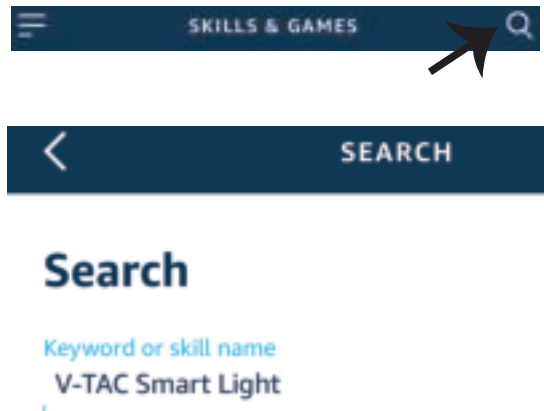 SKILLS & GAMES
SEARCH
Search
Keyword or skill name
V-TAC Smart Light